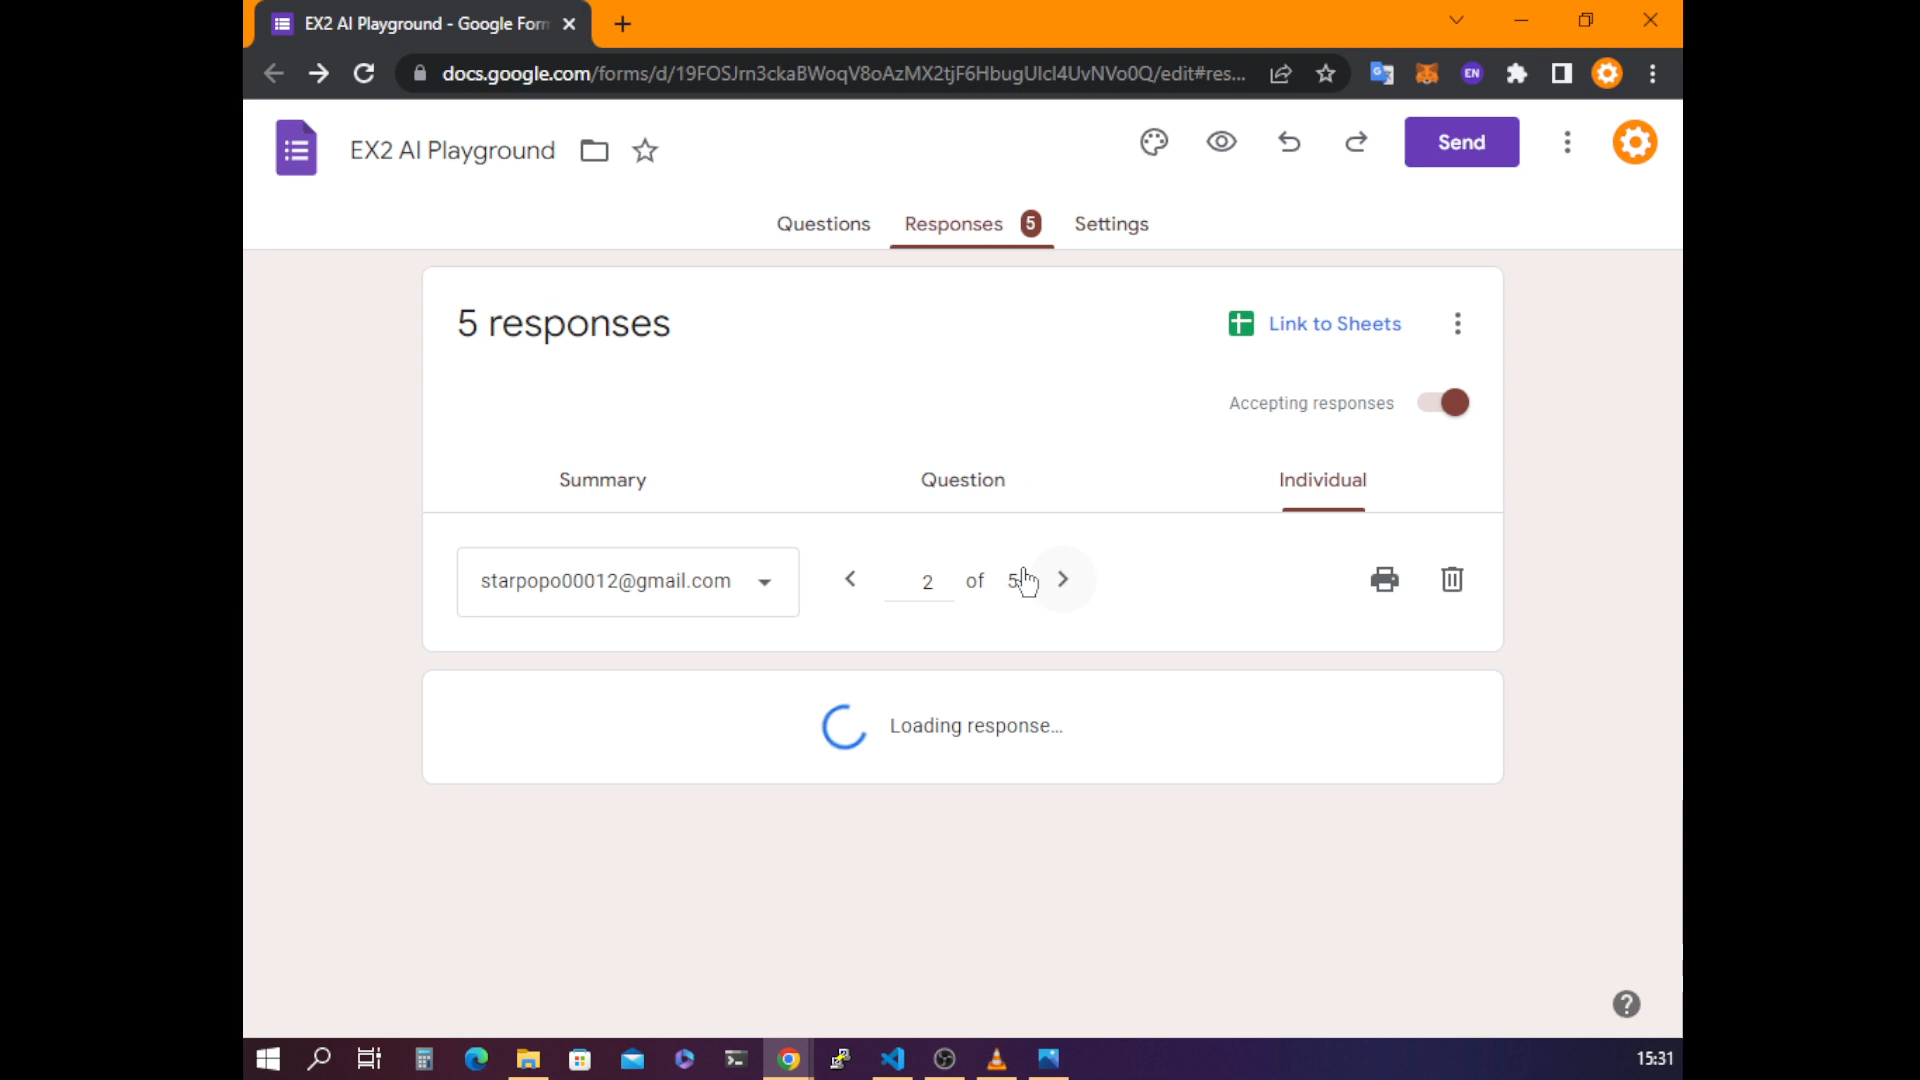 EX2 AI Playground - Google Form
docs.google.com/forms/d/19FOSJrn3ckaBWoqV8oAzMX2tjF6HbugUIcl4UvNVo0Q/edit#res...
EN
EX2 AI Playground
Send
Questions
Responses 5
Settings
5 responses
Link to Sheets
Accepting responses
Summary
Question
Individual
starpopo00012@gmail.com
2 of 5
Loading response...
15:31